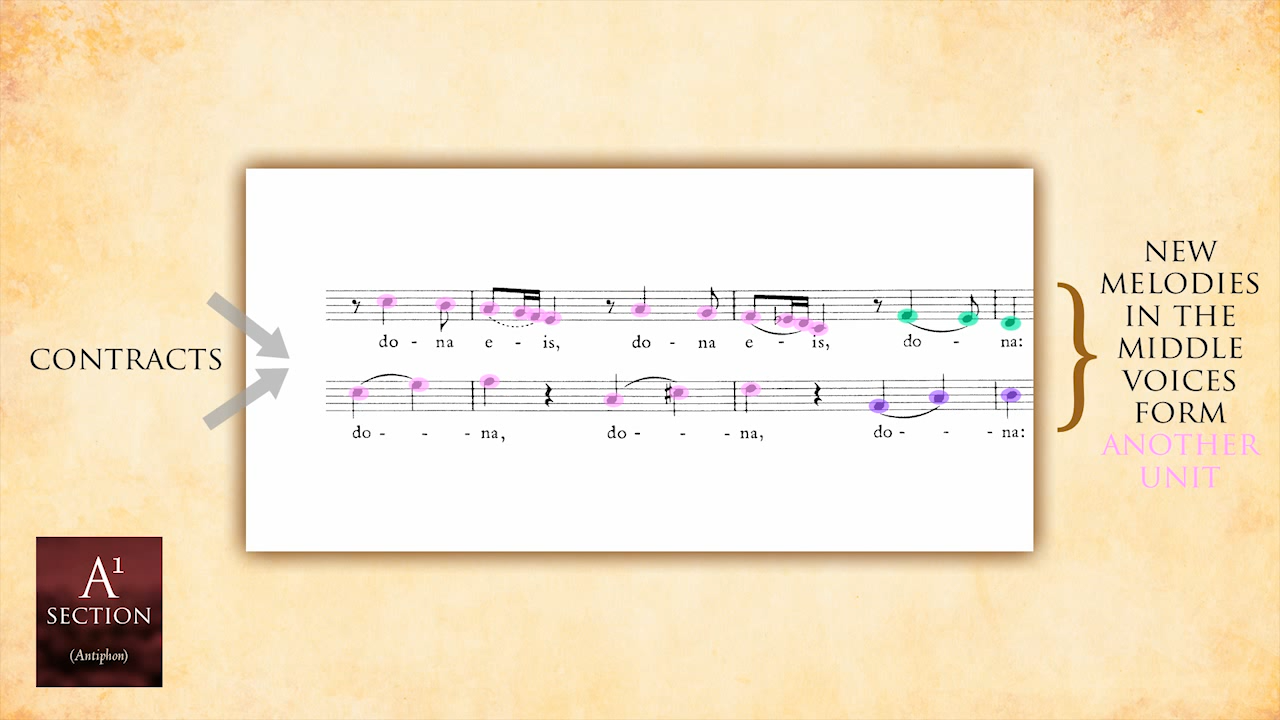 CONTRACTS
do - na e - is, do - na e - is, do - na:
do - - - na, do - - - na, do - - - na:
NEW
MELODIES
IN THE
MIDDLE
VOICES
FORM
ANOTHER
UNIT
A1
SECTION
(Antiphon)